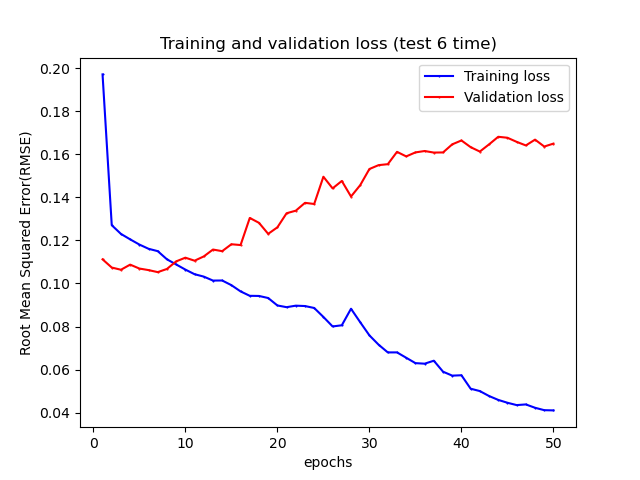 Training and validation loss (test 6 time)
Training loss
Validation loss
Root Mean Squared Error(RMSE)
0.20
0.18
0.16
0.14
0.12
0.10
0.08
0.06
0.04
0 10 20 30 40 50
epochs